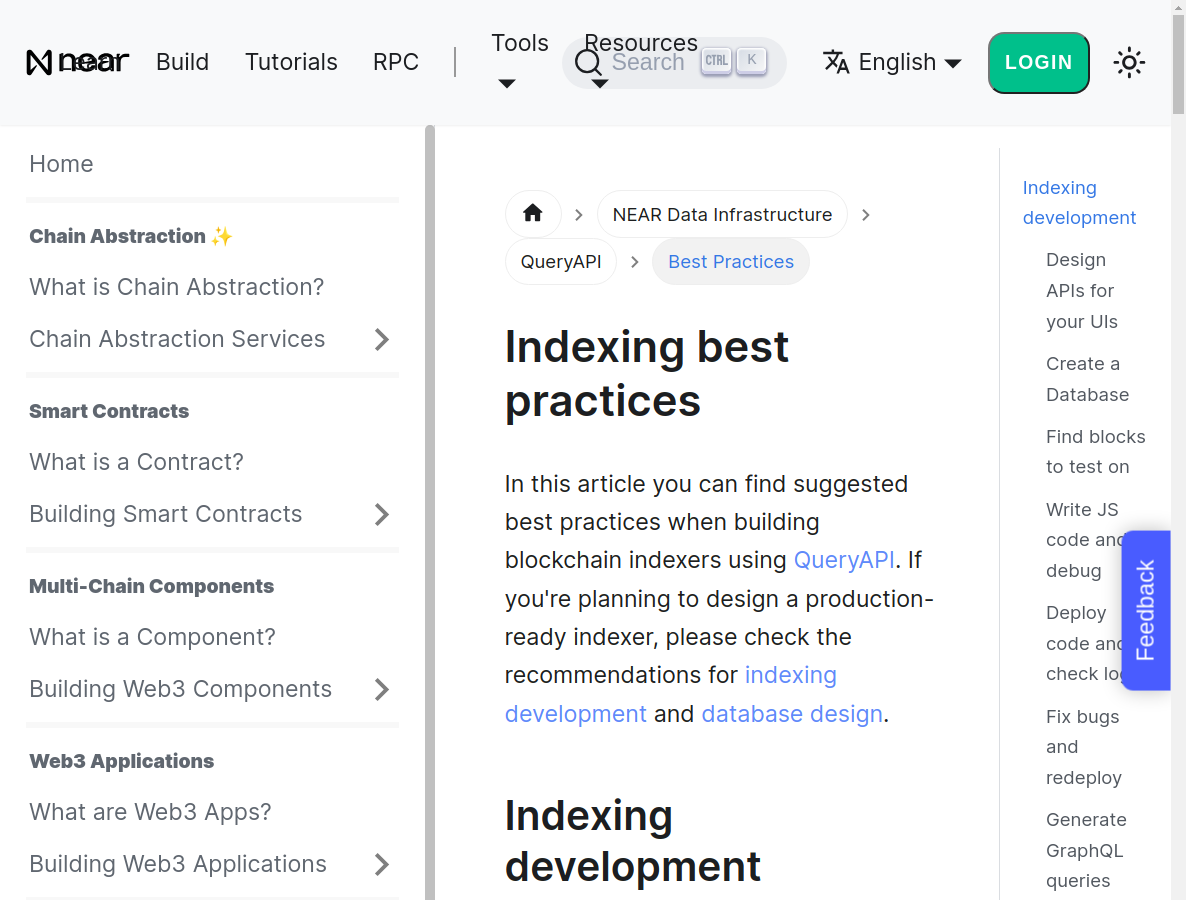 near
Learn
Build
Tutorials
RPC
Tools
Resources
Search
CTRL
K
English
LOGIN
Home
Chain Abstraction ✨
What is Chain Abstraction?
Chain Abstraction Services
Smart Contracts
What is a Contract?
Building Smart Contracts
Multi-Chain Components
What is a Component?
Building Web3 Components
Web3 Applications
What are Web3 Apps?
Building Web3 Applications
NEAR Data Infrastructure
QueryAPI
Best Practices
Indexing best
practices
In this article you can find suggested
best practices when building
blockchain indexers using QueryAPI. If
you're planning to design a production-
ready indexer, please check the
recommendations for indexing
development and database design.
Indexing
development
Indexing
development
Design
APIs for
your UIs
Create a
Database
Find blocks
to test on
Write JS
code and
debug
Deploy
code and
check
Fix bugs
and
redeploy
Generate
GraphQL
queries
Feedback